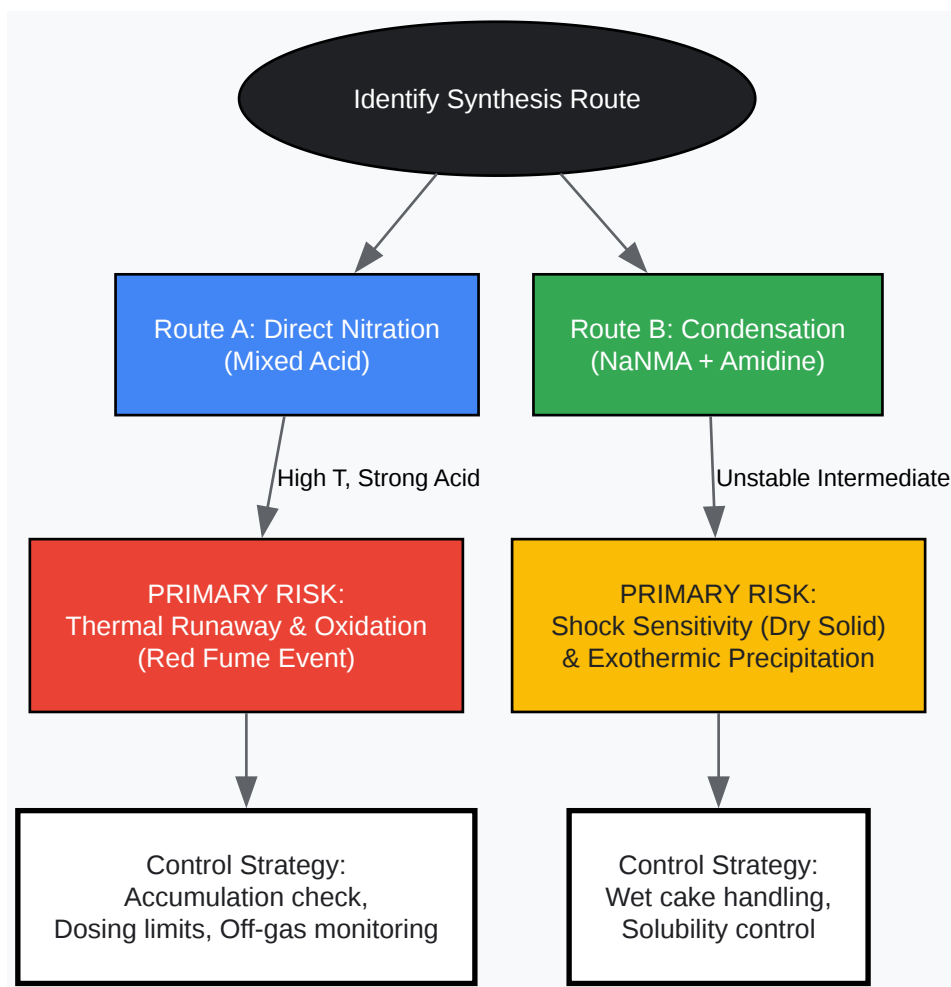 Identify Synthesis Route
Route A: Direct Nitration
(Mixed Acid)
Route B: Condensation
(NaNMA + Amidine)
High T, Strong Acid
Unstable Intermediate
PRIMARY RISK:
Thermal Runaway & Oxidation
(Red Fume Event)
PRIMARY RISK:
Shock Sensitivity (Dry Solid)
& Exothermic Precipitation
Control Strategy:
Accumulation check,
Dosing limits, Off-gas monitoring
Control Strategy:
Wet cake handling,
Solubility control